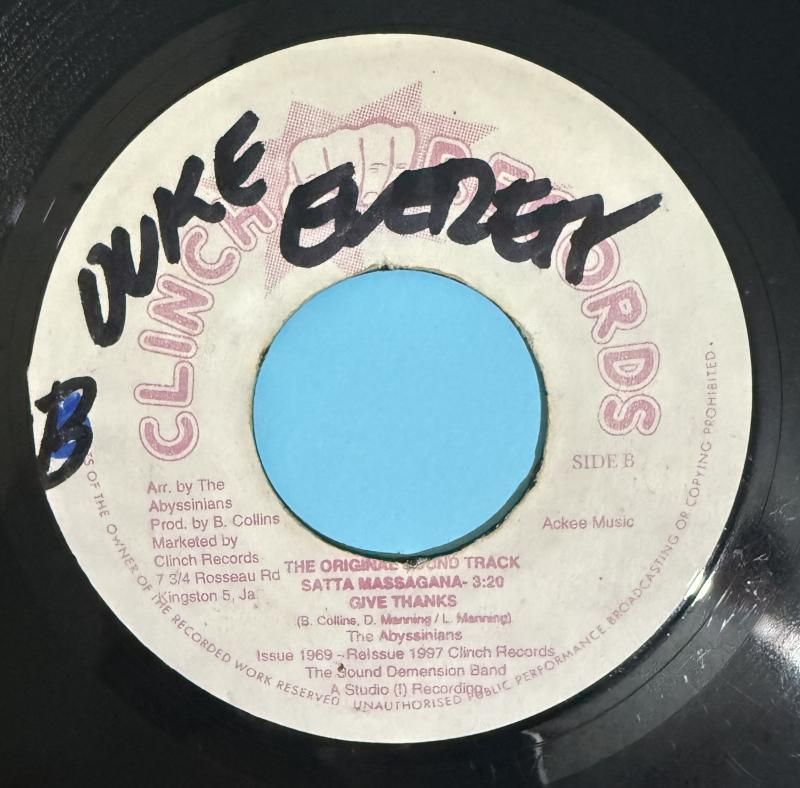 DUKE
ENERGY
B
CLINCH RECORDS
SIDE B
Arr. by The
Abyssinians
Prod. by B. Collins
Marketed by
Clinch Records
7 3/4 Rosseau Rd
Kingston 5, Ja
Ackee Music
THE ORIGINAL SOUND TRACK
SATTA MASSAGANA- 3:20
GIVE THANKS
(B. Collins, D. Manning / L. Manning)
The Abyssinians
Issue 1969 - ReIssue 1997 Clinch Records
The Sound Demension Band
A Studio (I) Recording
OF THE OWNER OF THE RECORDED WORK RESERVED UNAUTHORISED PUBLIC PERFORMANCE BROADCASTING OR COPYING PROHIBITED.